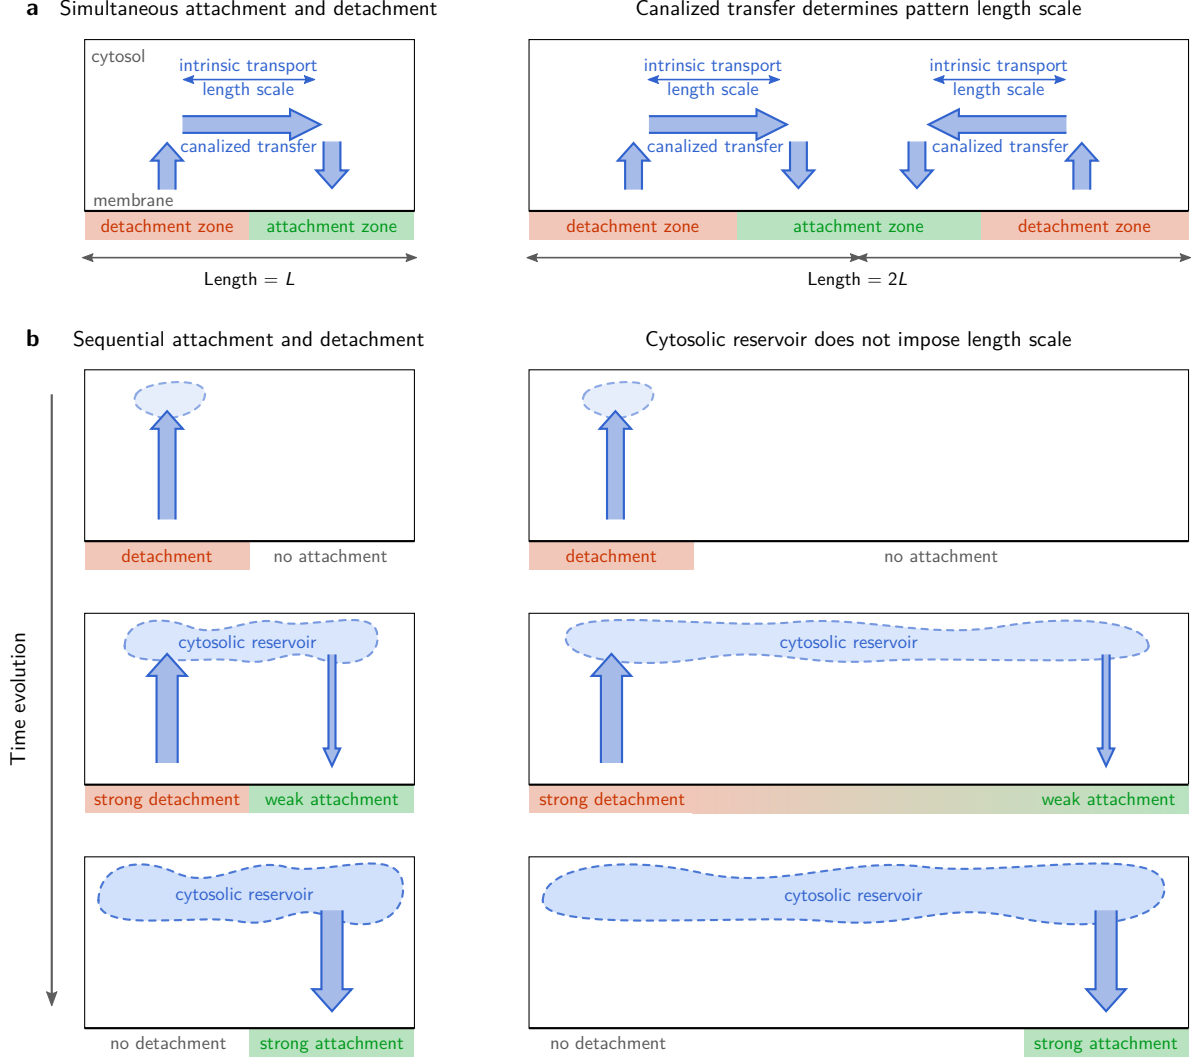 a Simultaneous attachment and detachment
Canalized transfer determines pattern length scale
cytosol
intrinsic transport
length scale
canalized transfer
membrane
detachment zone
attachment zone
Length = L
intrinsic transport
length scale
canalized transfer
intrinsic transport
length scale
canalized transfer
detachment zone
attachment zone
detachment zone
Length = 2L
b Sequential attachment and detachment
Cytosolic reservoir does not impose length scale
Time evolution
detachment
no attachment
detachment
no attachment
cytosolic reservoir
strong detachment
weak attachment
cytosolic reservoir
strong detachment
weak attachment
cytosolic reservoir
no detachment
strong attachment
cytosolic reservoir
no detachment
strong attachment